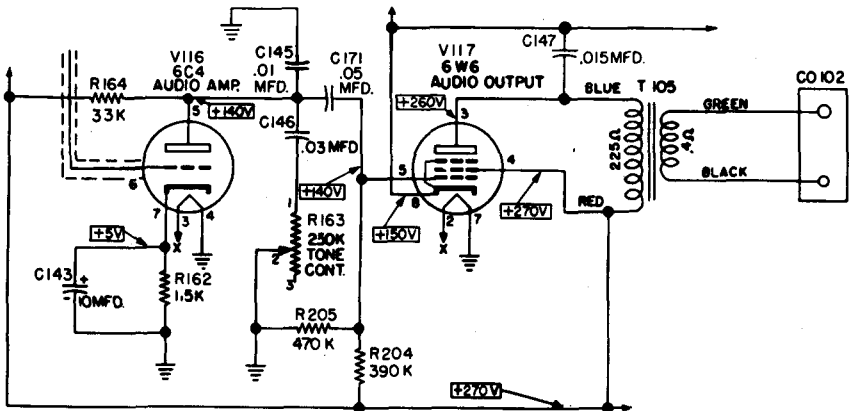 V116
6C4
AUDIO AMP.
C145
.01
MFD.
C171
.05
MFD.
V117
6W6
AUDIO OUTPUT
C147
.015MFD.
R164
33K
5
+140V
C146
.03 MFD
6
7
3
4
X
+5V
C143
+
10MFD.
R162
1.5K
1
2
3
R163
250K
TONE
CONT.
+140V
R205
470 K
R204
390 K
+260V
3
5
8
4
2
7
X
+150V
+270V
BLUE
T 105
225Ω
.4Ω
RED
GREEN
BLACK
CO 102
+270V